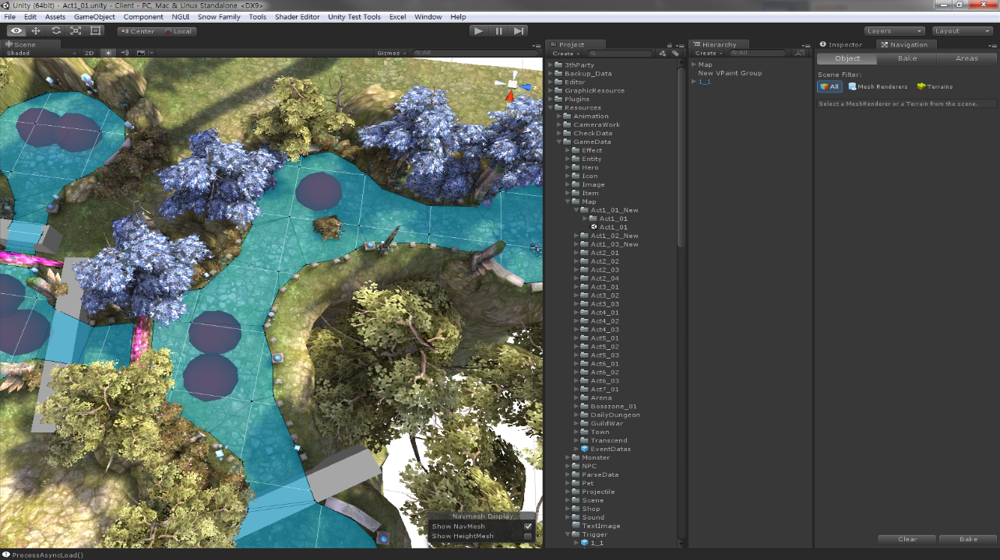 Unity (64bit) - Act1_01.unity - Client - PC, Mac & Linux Standalone <DX9>
File Edit Assets GameObject Component NGUI Snow Family Tools Shader Editor Unity Test Tools Excel Window Help
Center Local Layers Layout
Scene
Shaded 2D Gizmos All
Project
Create
3thParty
Backup_Data
Editor
GraphicResource
Plugins
Resources
Animation
CameraWork
CheckData
GameData
Effect
Entity
Hero
Icon
Image
Item
Map
Act1_01_New
Act1_01
Act1_01
Act1_02_New
Act1_03_New
Act2_01
Act2_02
Act2_03
Act2_04
Act3_01
Act3_02
Act3_03
Act4_01
Act4_02
Act4_03
Act5_01
Act5_02
Act5_03
Act6_01
Act6_02
Act6_03
Act7_01
Arena
Bosszone_01
DailyDungeon
GuildWar
Town
Transcend
EventDatas
Monster
NPC
ParseData
Pet
Projectile
Scene
Shop
Sound
TextImage
Trigger
1_1
Hierarchy
Create All
Map
New VPaint Group
1_1
Inspector Navigation
Object Bake Areas
Scene Filter:
All Mesh Renderers Terrains
Select a MeshRenderer or a Terrain from the scene.
Clear Bake
Navmesh Display
Show NavMesh
Show HeightMesh
ProcessAsyncLoad()